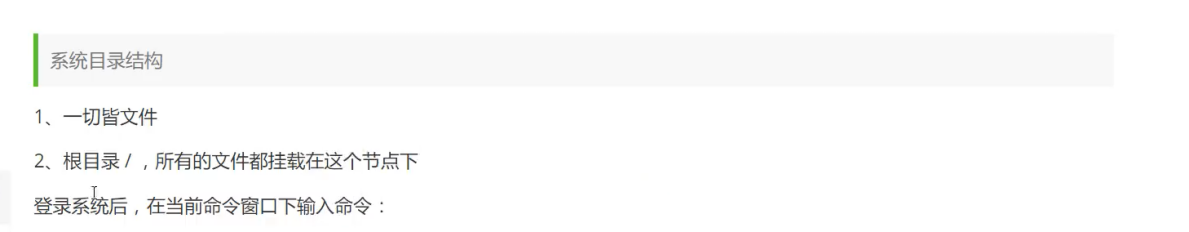 系统目录结构
1、一切皆文件
2、根目录 / ，所有的文件都挂载在这个节点下
登录系统后，在当前命令窗口下输入命令：